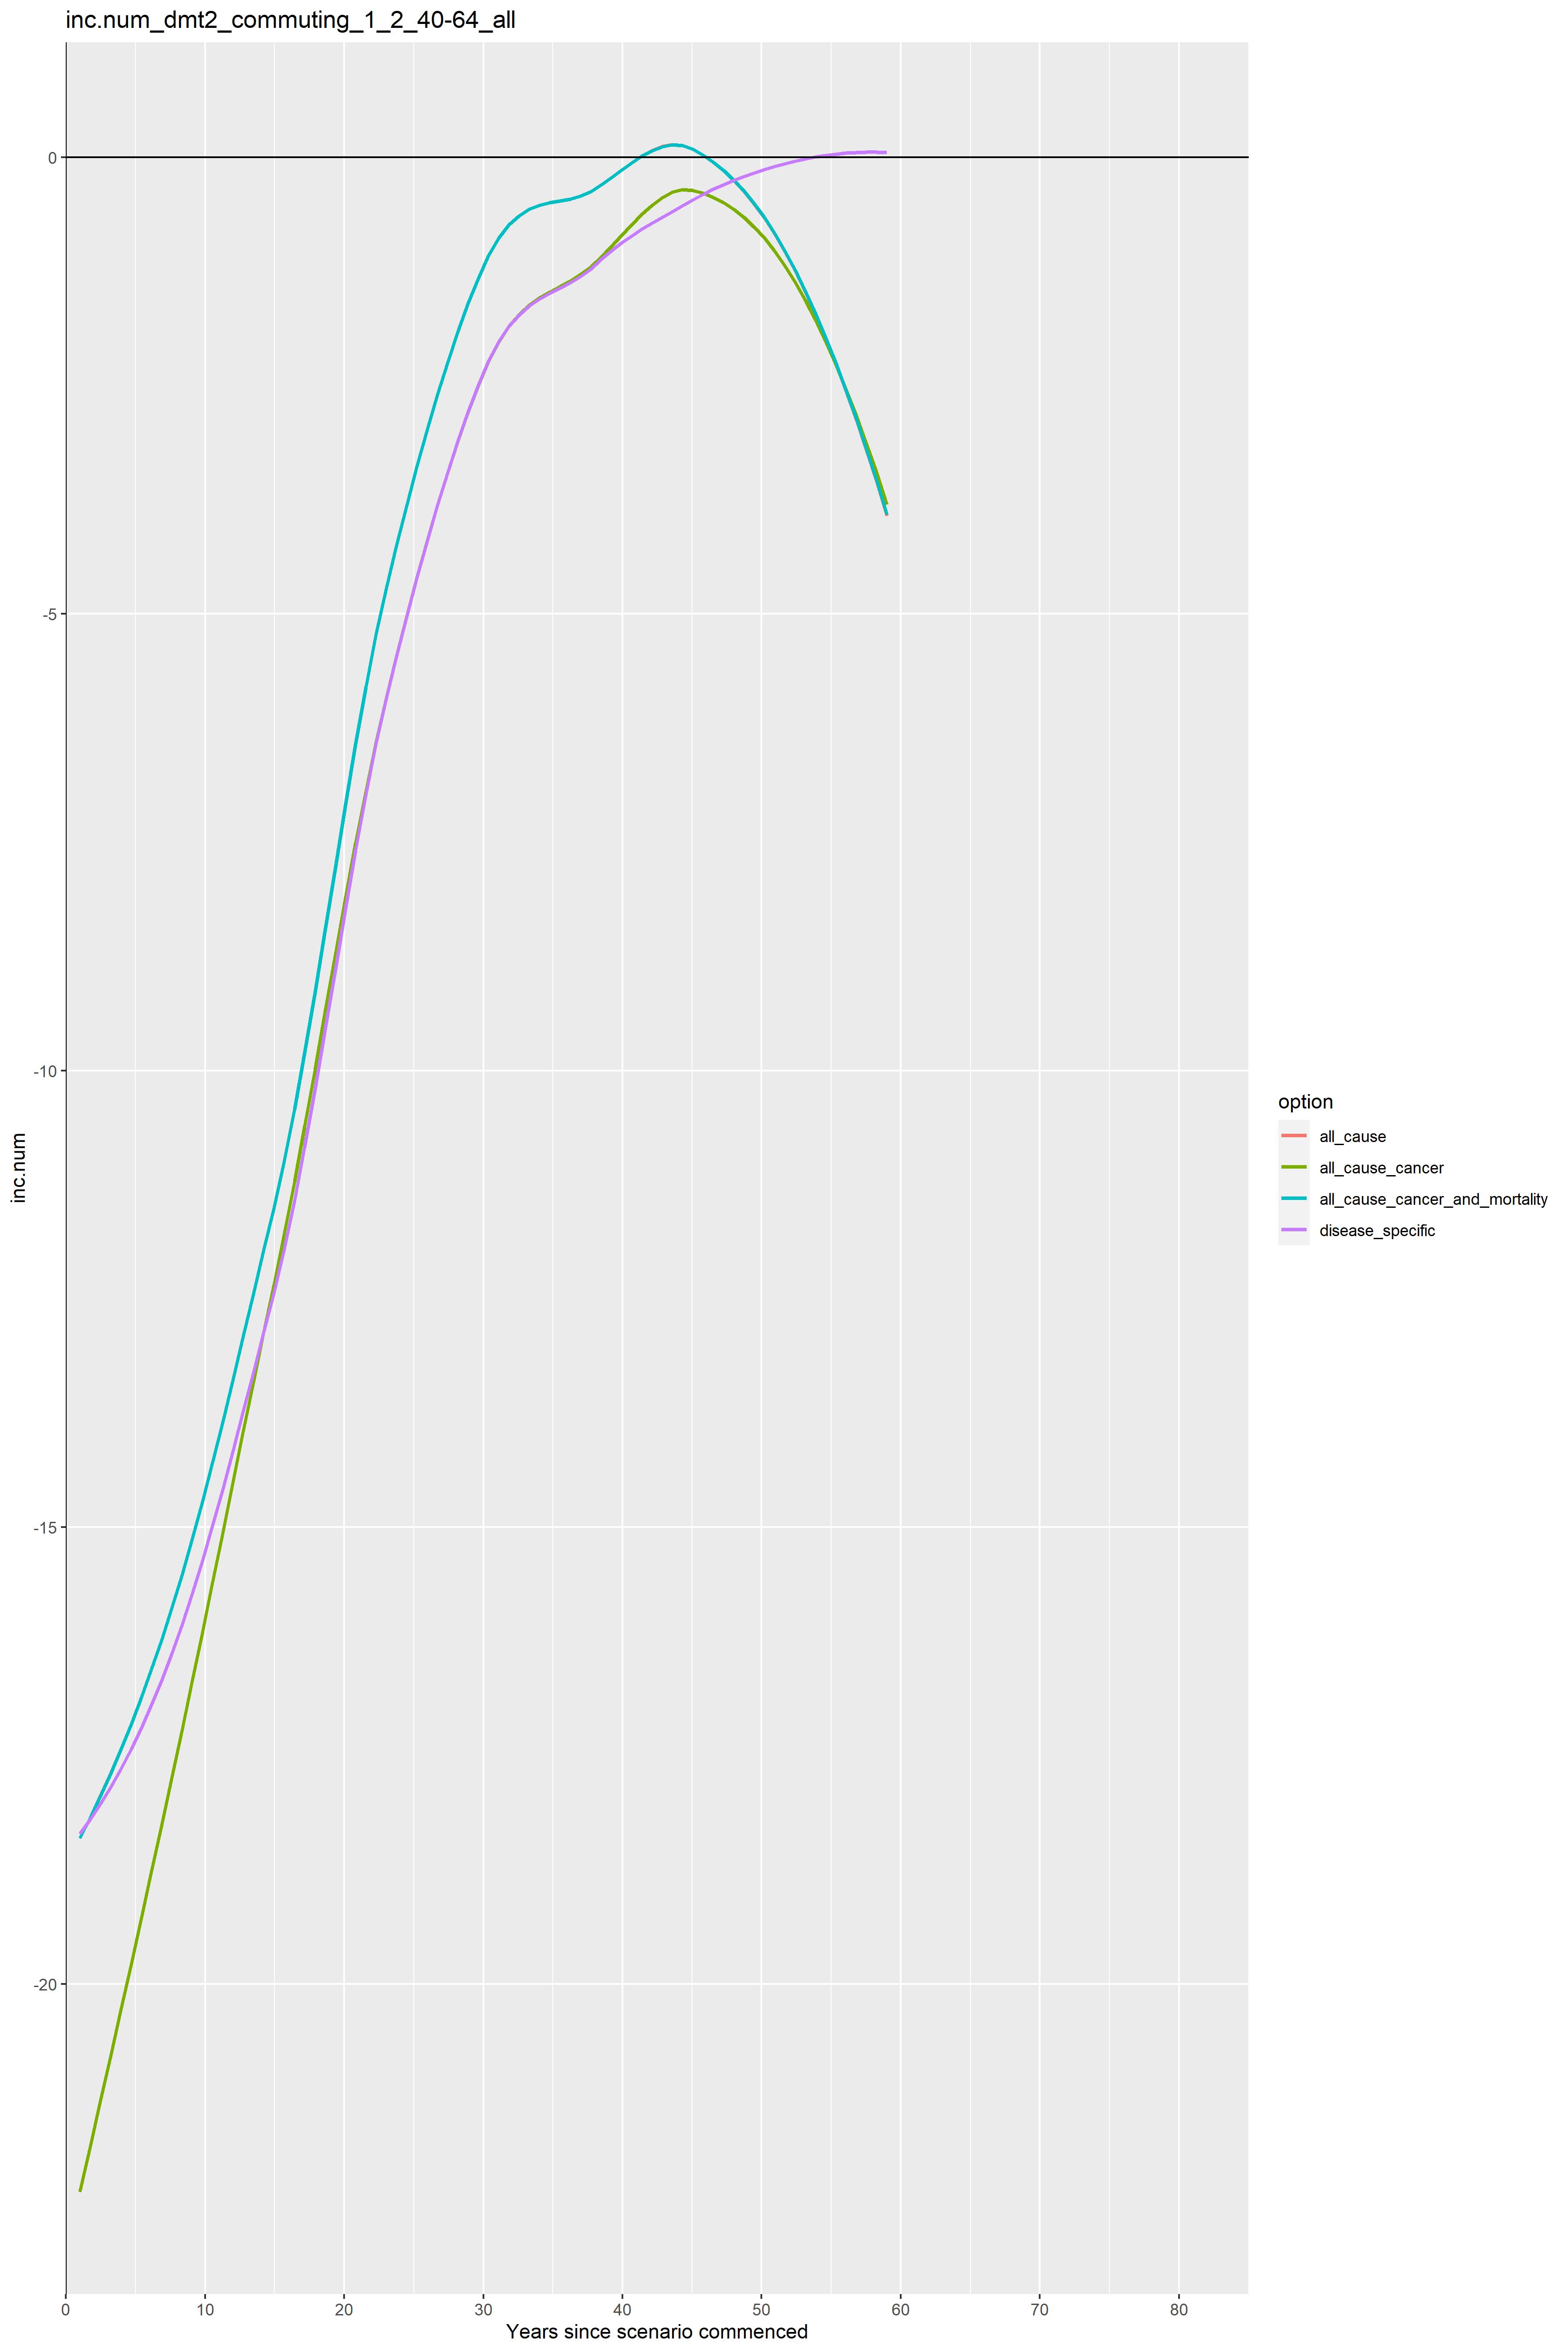 inc.num_dmt2_commuting_1_2_40-64_all
0
-5
-10
-15
-20
inc.num
0 10 20 30 40 50 60 70 80
Years since scenario commenced
option
all_cause
all_cause_cancer
all_cause_cancer_and_mortality
disease_specific